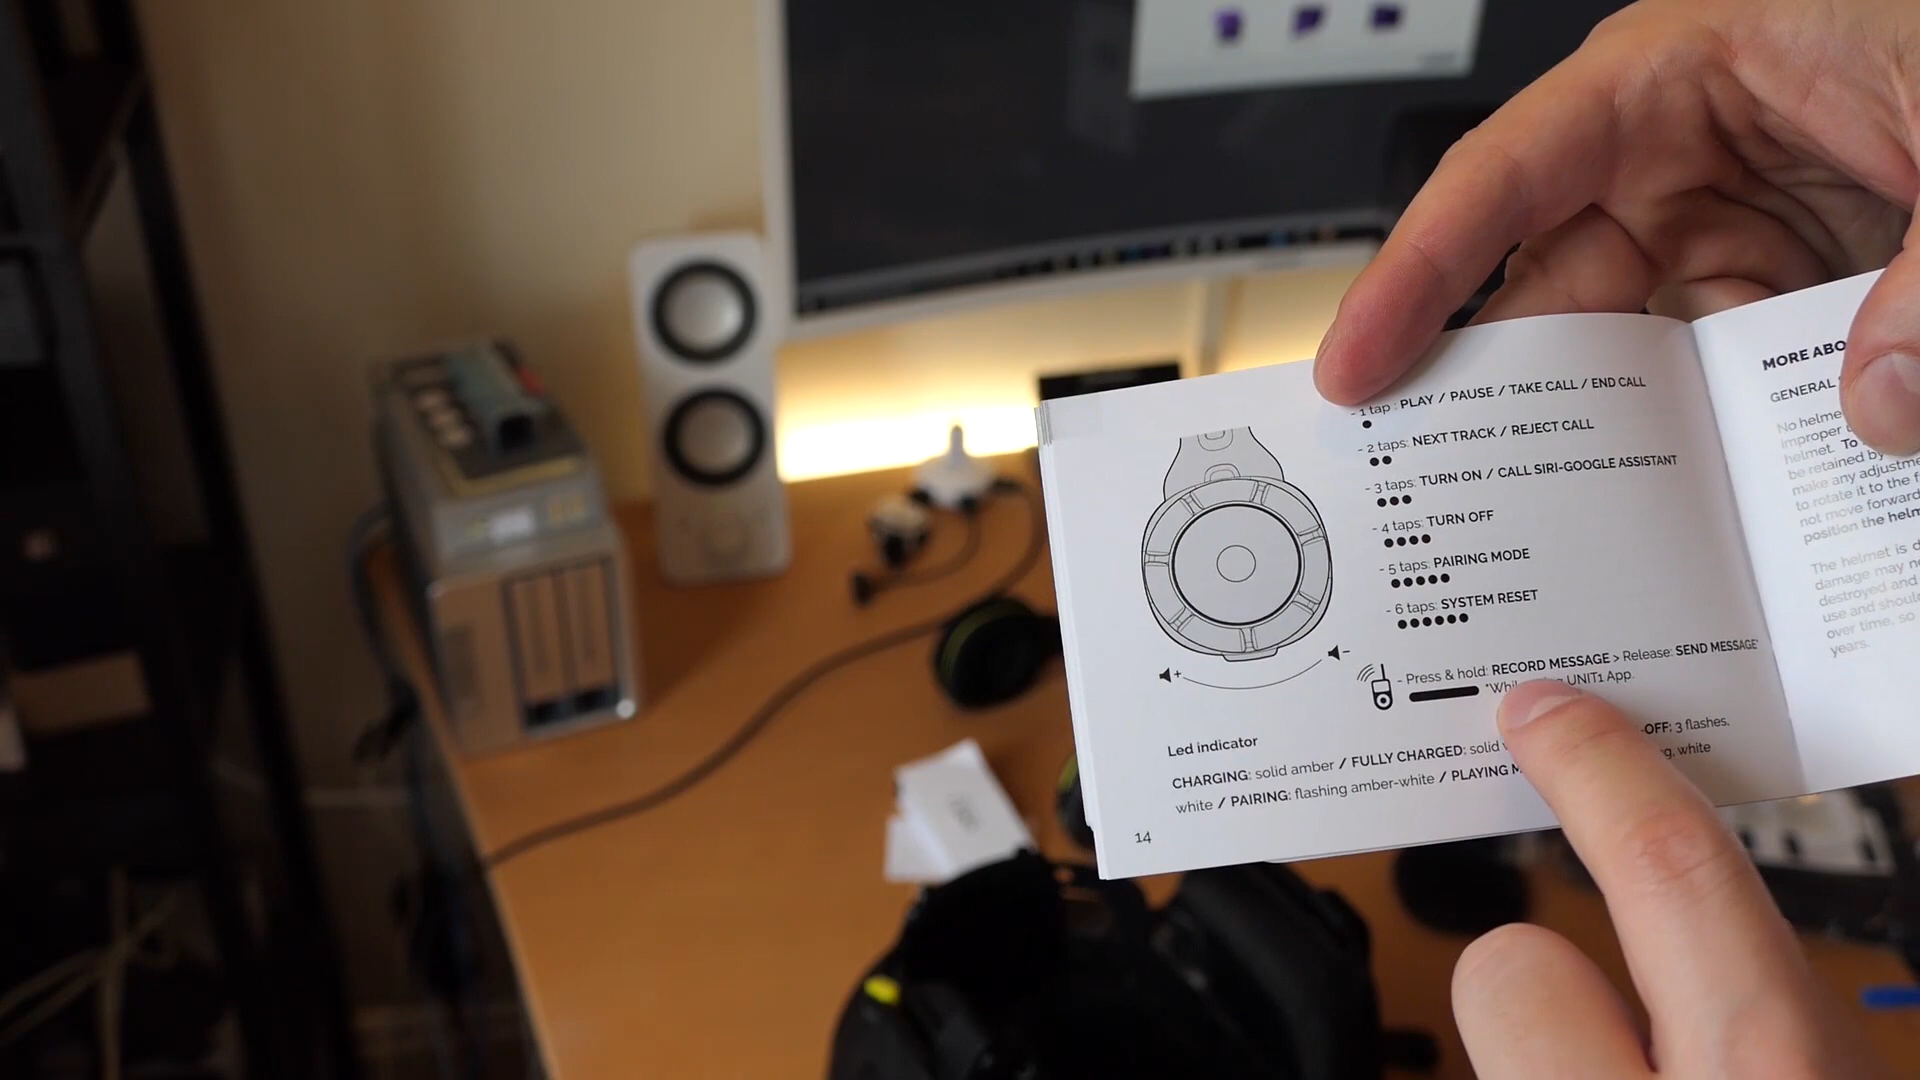 - 1 tap : PLAY / PAUSE / TAKE CALL / END CALL
- 2 taps: NEXT TRACK / REJECT CALL
- 3 taps: TURN ON / CALL SIRI-GOOGLE ASSISTANT
- 4 taps: TURN OFF
- 5 taps: PAIRING MODE
- 6 taps: SYSTEM RESET
- Press & hold: RECORD MESSAGE > Release: SEND MESSAGE*
UNIT1 App.
Led indicator
CHARGING: solid amber / FULLY CHARGED: solid -OFF: 3 flashes,
white / PAIRING: flashing amber-white / PLAYING white
14
MORE
GENERAL
No
improper
helmet. To
be retained by
make any
to rotate it to the
not move forward
position the
The helmet is
damage may
destroyed and
use and
over time, so
years.